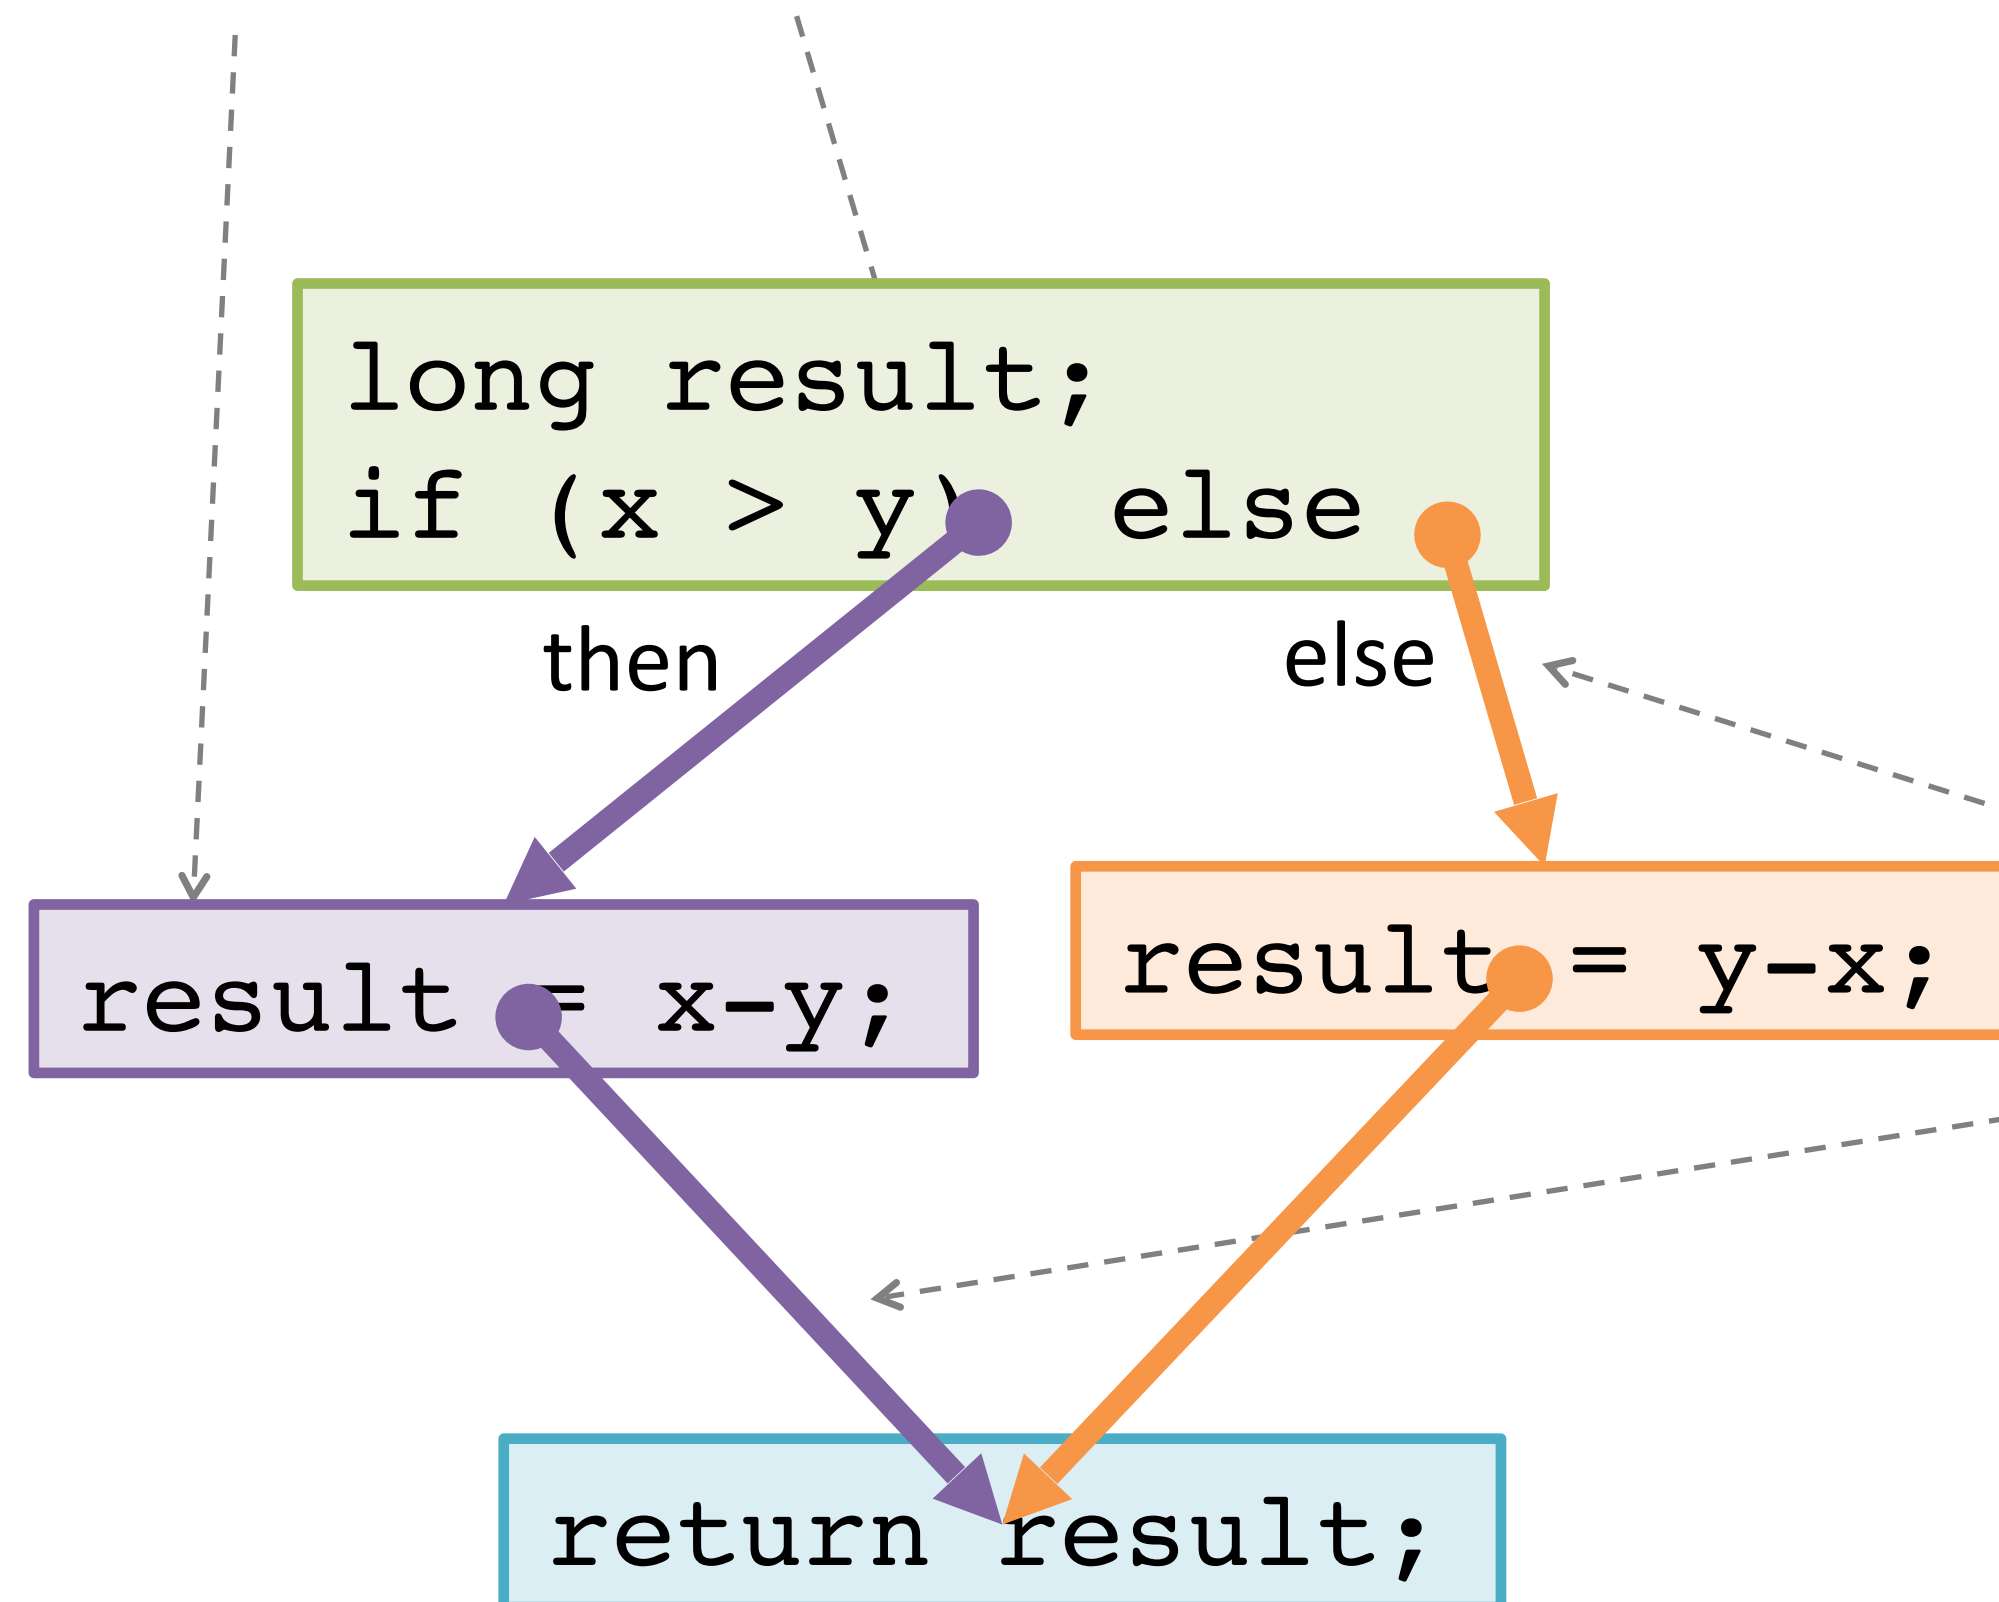 long result;
if (x > y) else
then
else
result = x-y;
result = y-x;
return result;